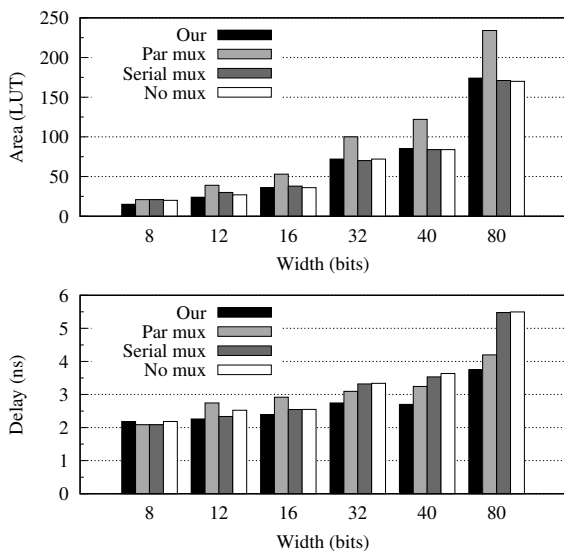 250
200
150
100
50
0
Area (LUT)
Our
Par mux
Serial mux
No mux
8 12 16 32 40 80
Width (bits)
6
5
4
3
2
1
0
Delay (ns)
Our
Par mux
Serial mux
No mux
8 12 16 32 40 80
Width (bits)